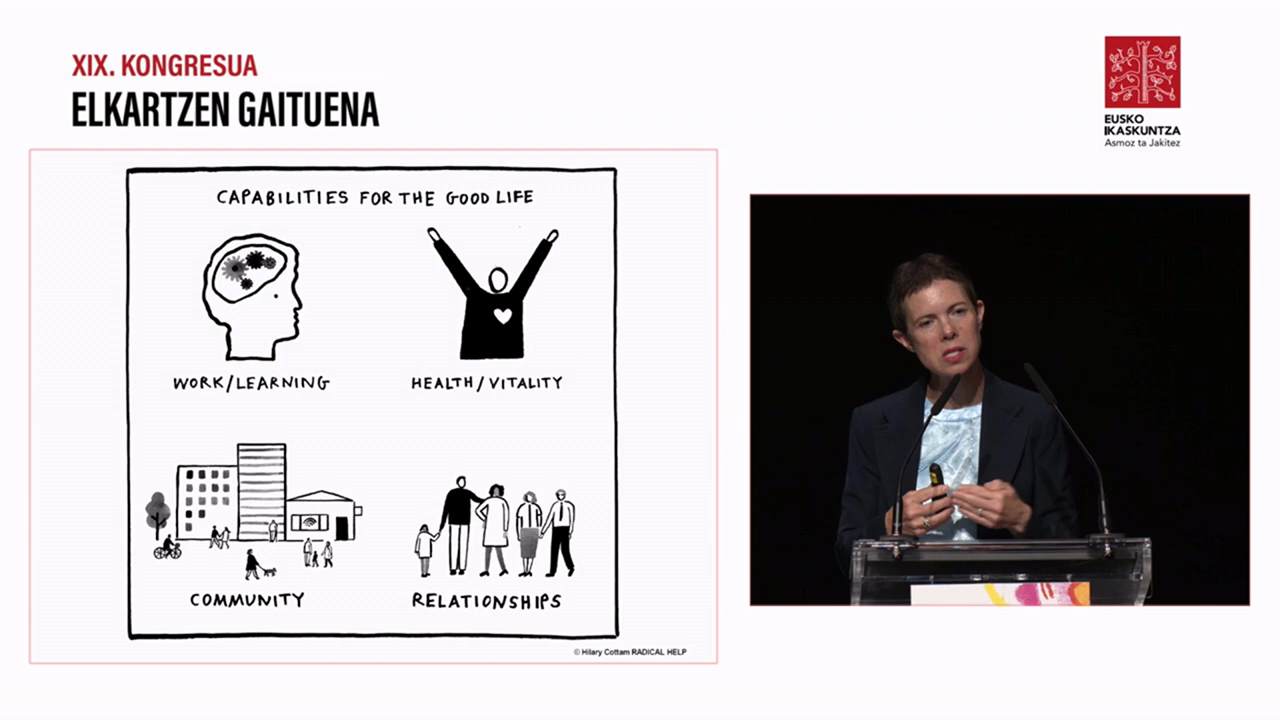 XIX. KONGRESUA
ELKARTZEN GAITUENA
EUSKO
IKASKUNTZA
Asmoz ta Jakitez
CAPABILITIES FOR THE GOOD LIFE
WORK/LEARNING
HEALTH/VITALITY
COMMUNITY
RELATIONSHIPS
© Hilary Cottam RADICAL HELP